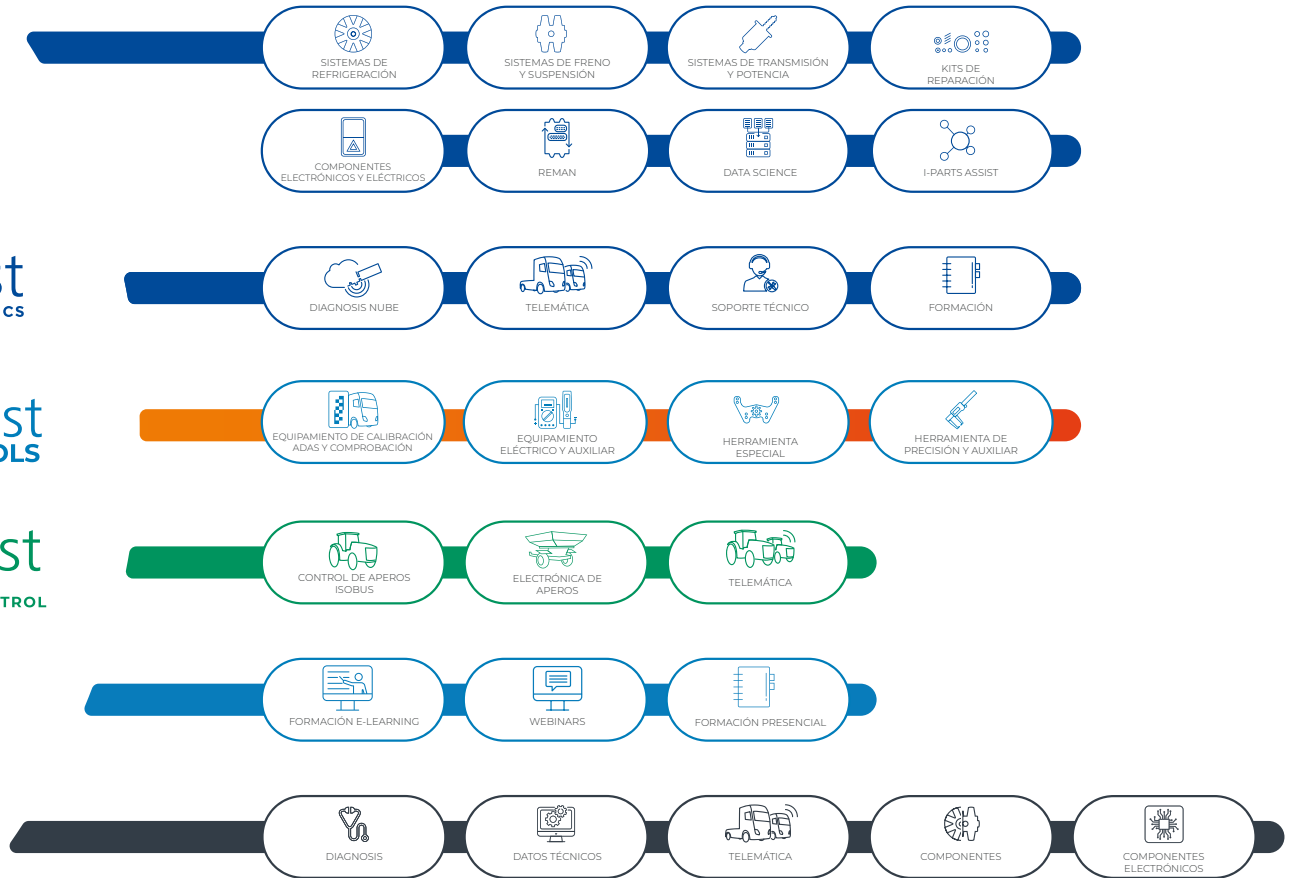 SISTEMAS DE
REFRIGERACIÓN
SISTEMAS DE FRENO
Y SUSPENSIÓN
SISTEMAS DE TRANSMISIÓN
Y POTENCIA
KITS DE
REPARACIÓN
COMPONENTES
ELECTRÓNICOS Y ELÉCTRICOS
REMAN
DATA SCIENCE
I-PARTS ASSIST
st
CS
DIAGNOSIS NUBE
TELEMÁTICA
SOPORTE TÉCNICO
FORMACIÓN
st
OLS
EQUIPAMIENTO DE CALIBRACIÓN
ADAS Y COMPROBACIÓN
EQUIPAMIENTO
ELÉCTRICO Y AUXILIAR
HERRAMIENTA
ESPECIAL
HERRAMIENTA DE
PRECISIÓN Y AUXILIAR
st
TROL
CONTROL DE APEROS
ISOBUS
ELECTRÓNICA DE
APEROS
TELEMÁTICA
FORMACIÓN E-LEARNING
WEBINARS
FORMACIÓN PRESENCIAL
DIAGNOSIS
DATOS TÉCNICOS
TELEMÁTICA
COMPONENTES
COMPONENTES
ELECTRÓNICOS